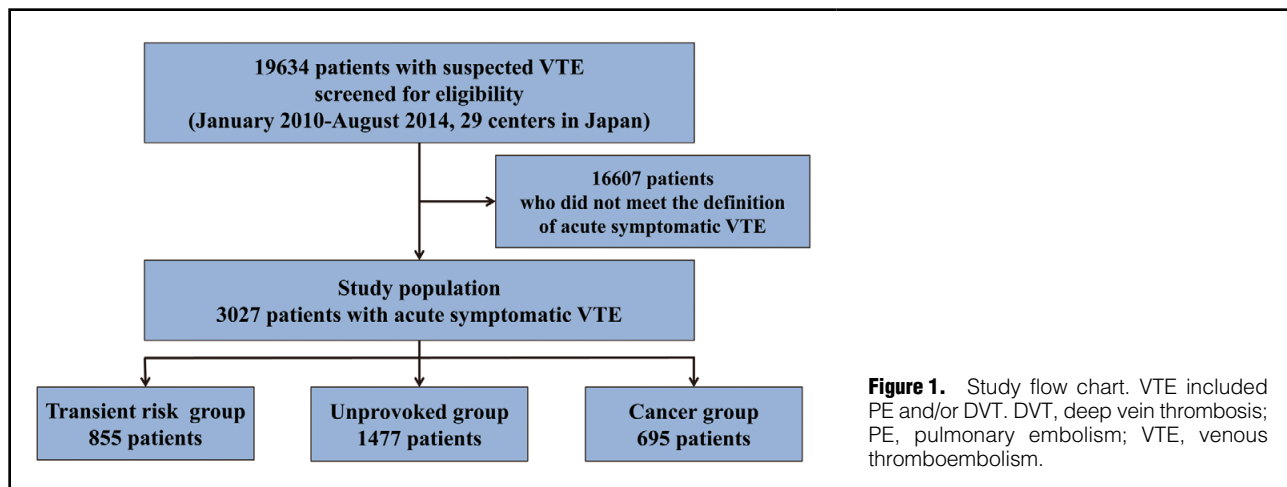 19634 patients with suspected VTE
screened for eligibility
(January 2010-August 2014, 29 centers in Japan)
16607 patients
who did not meet the definition
of acute symptomatic VTE
Study population
3027 patients with acute symptomatic VTE
Transient risk group
855 patients
Unprovoked group
1477 patients
Cancer group
695 patients
Figure 1. Study flow chart. VTE included
PE and/or DVT. DVT, deep vein thrombosis;
PE, pulmonary embolism; VTE, venous
thromboembolism.